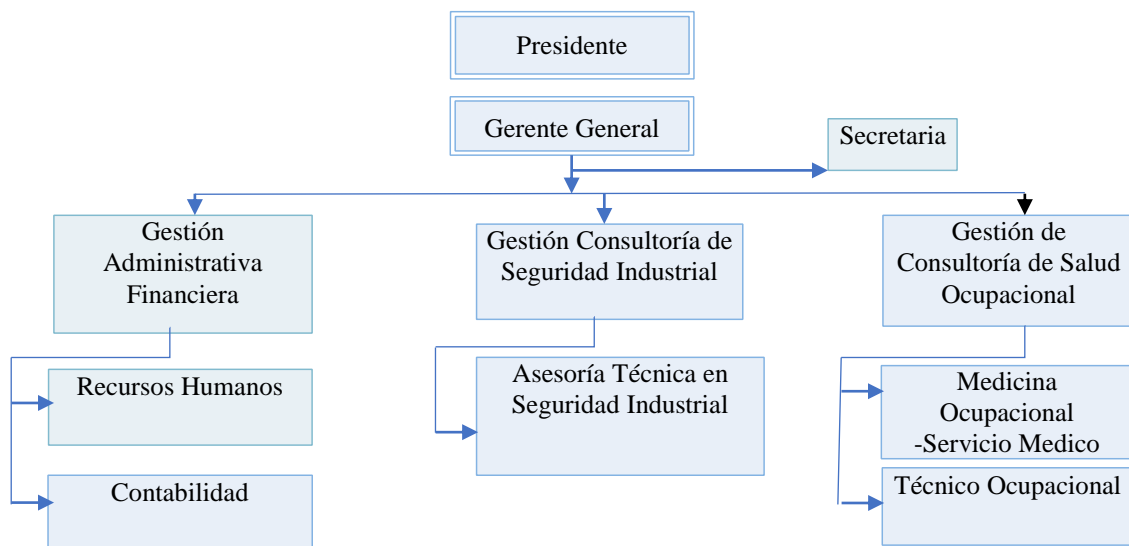 Presidente
Gerente General
Secretaria
Gestión
Administrativa
Financiera
Gestión Consultoría de
Seguridad Industrial
Gestión de
Consultoría de Salud
Ocupacional
Recursos Humanos
Asesoría Técnica en
Seguridad Industrial
Medicina
Ocupacional
-Servicio Medico
Contabilidad
Técnico Ocupacional